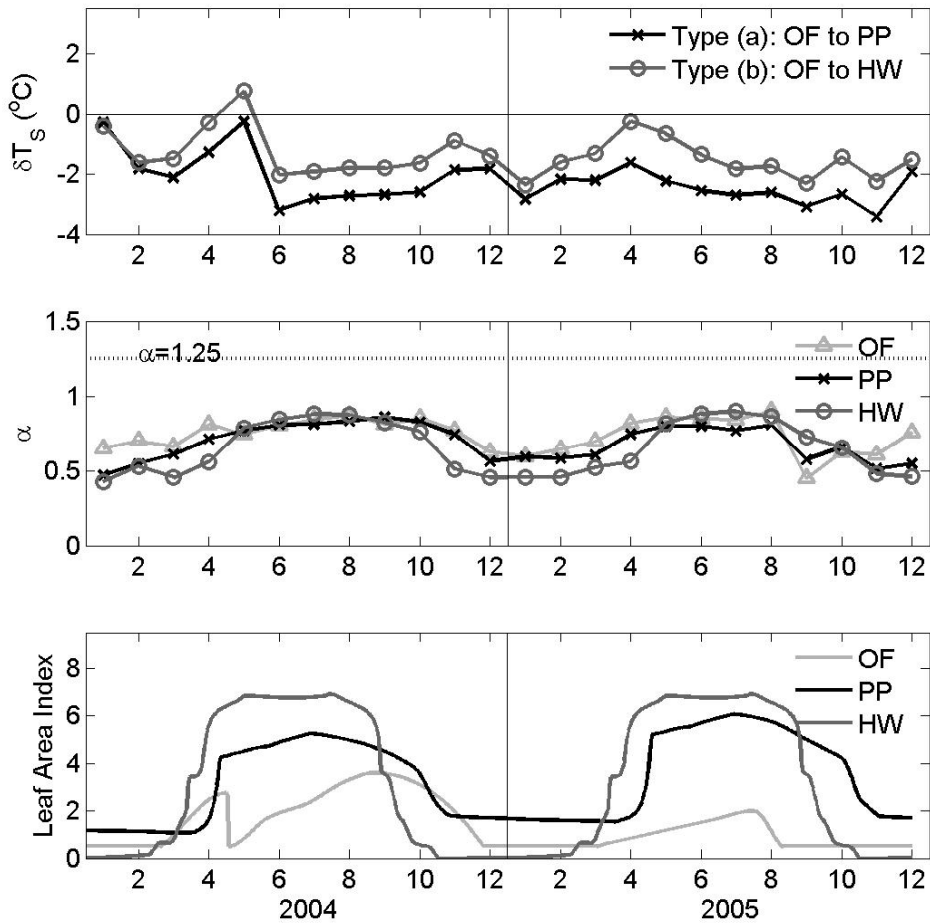 2
0
-2
-4
δT_S (°C)
Type (a): OF to PP
Type (b): OF to HW
2 4 6 8 10 12 2 4 6 8 10 12
1.5
1
0.5
0
α
α=1.25
OF
PP
HW
2 4 6 8 10 12 2 4 6 8 10 12
8
6
4
2
0
Leaf Area Index
OF
PP
HW
2 4 6 8 10 12 2 4 6 8 10 12
2004 2005